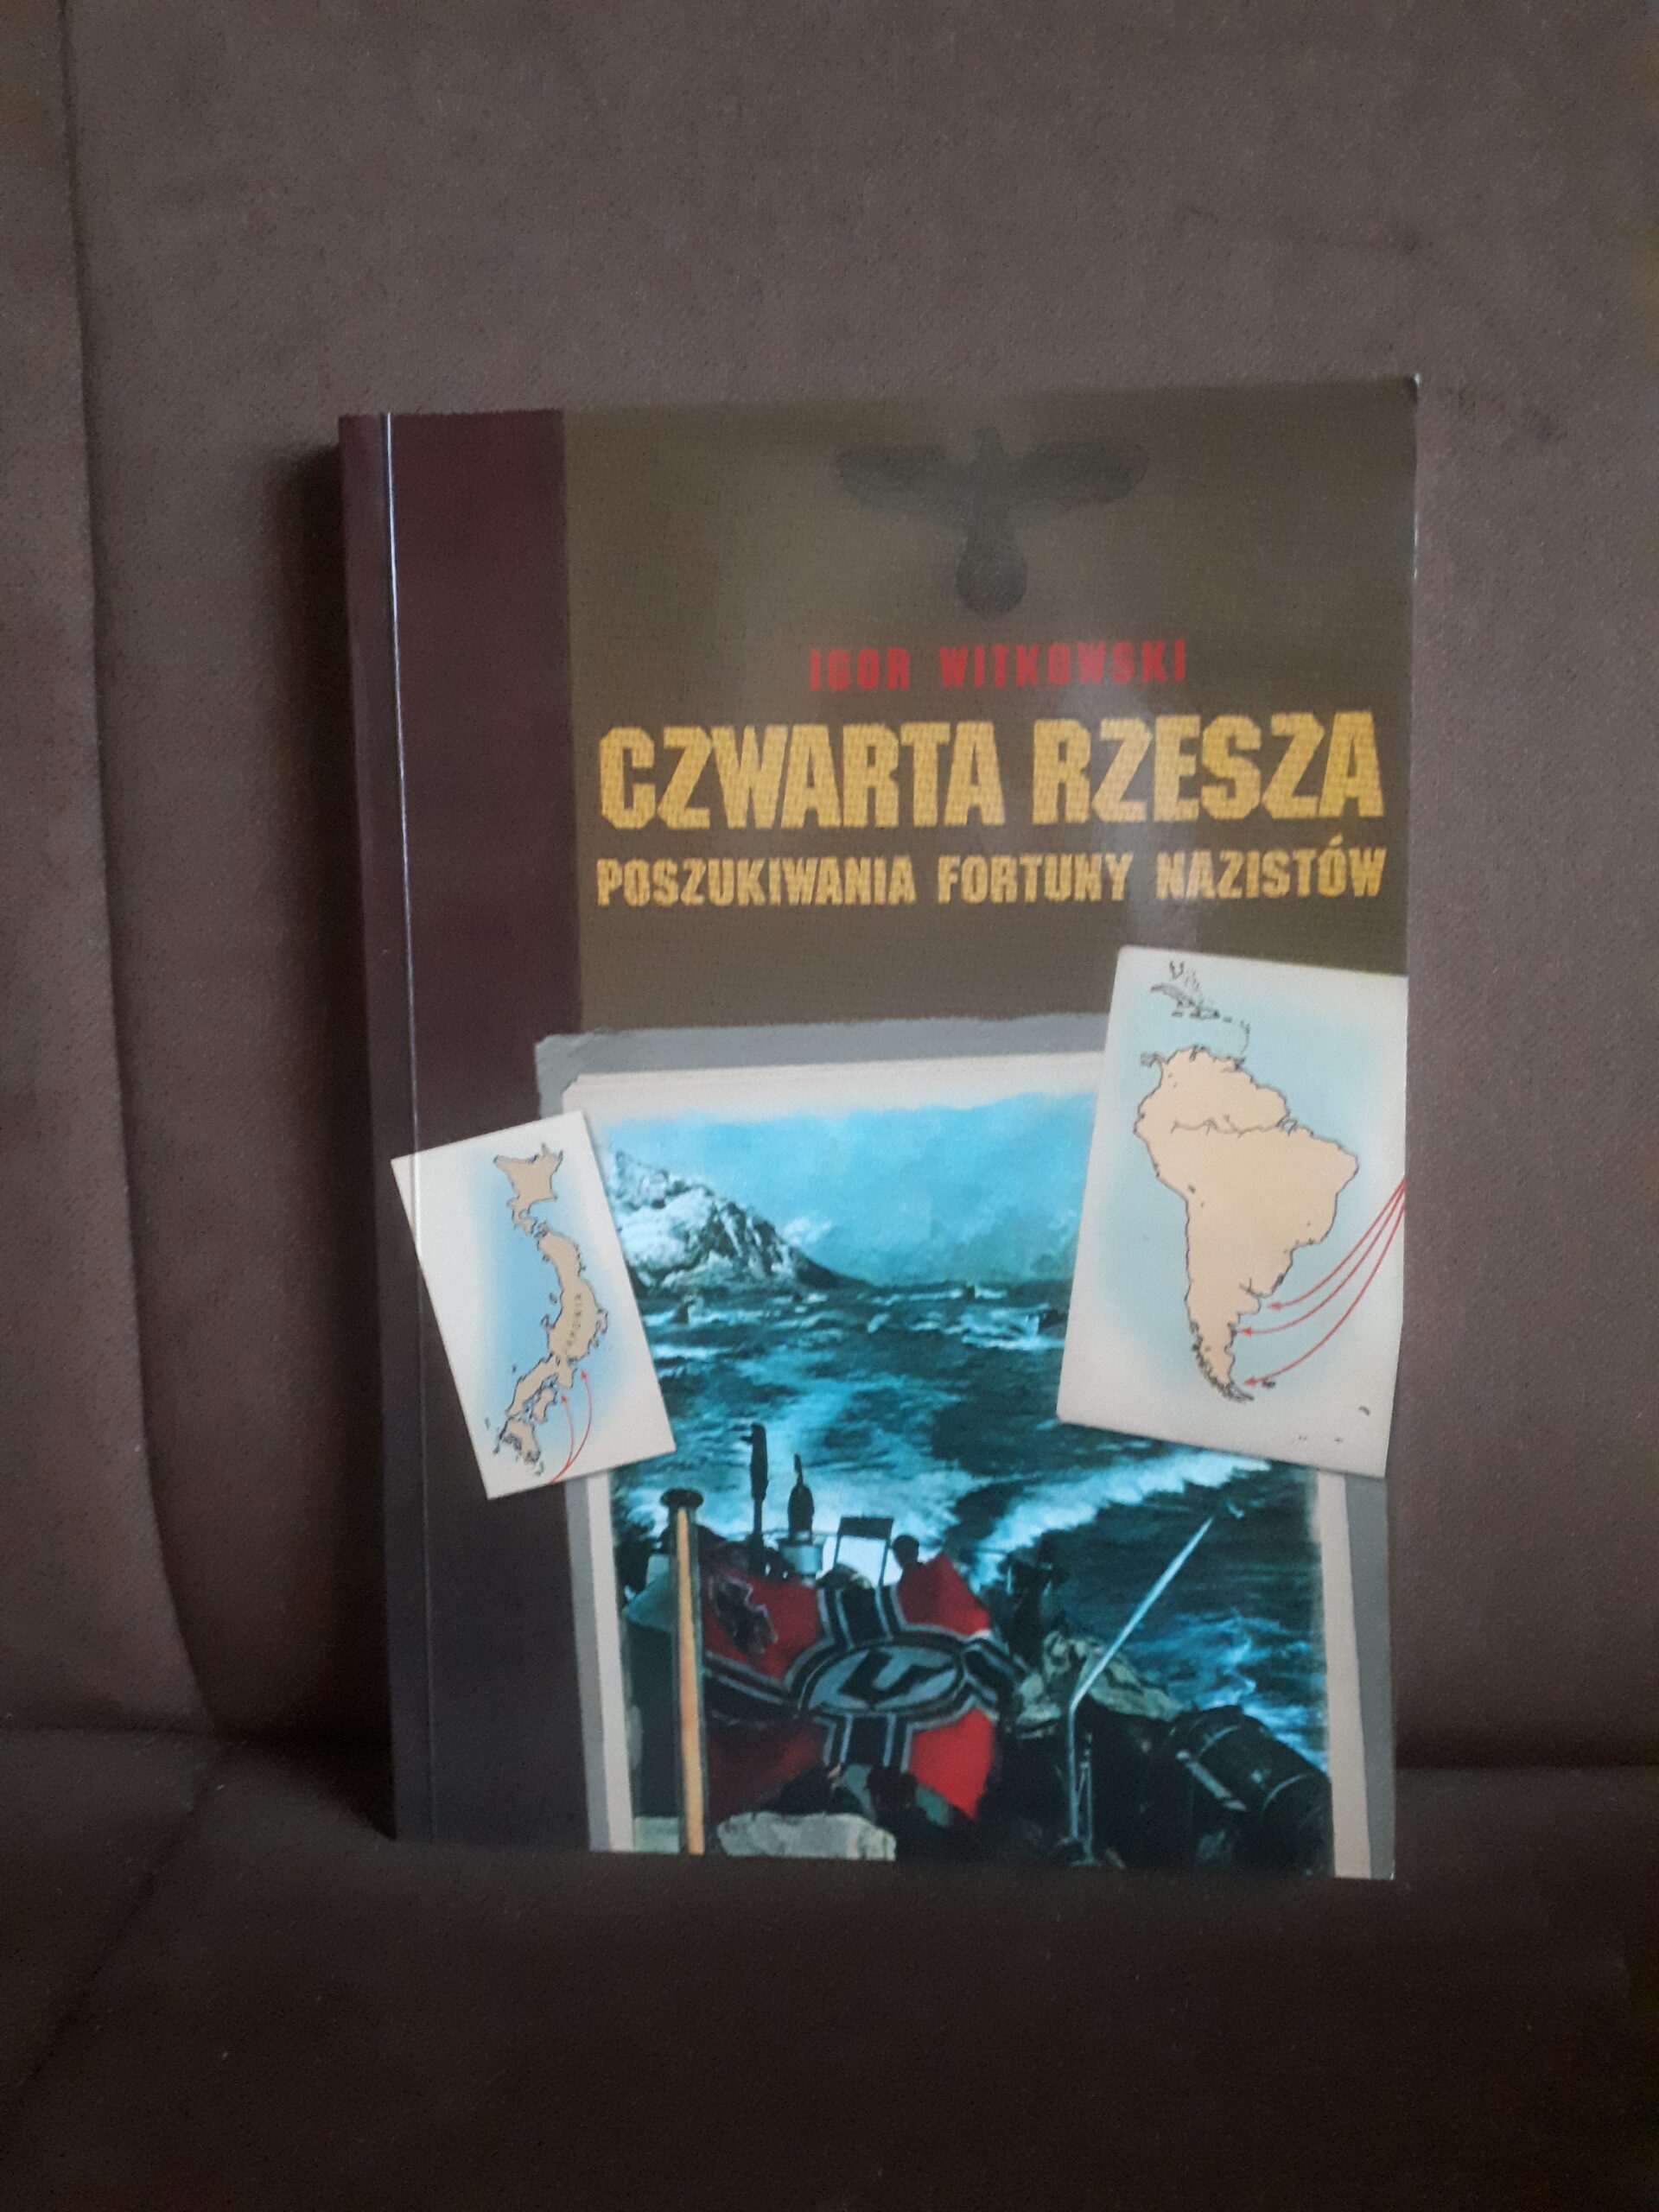 IGOR WITKOWSKI
CZWARTA RZESZA
POSZUKIWANIA FORTUNY NAZISTÓW